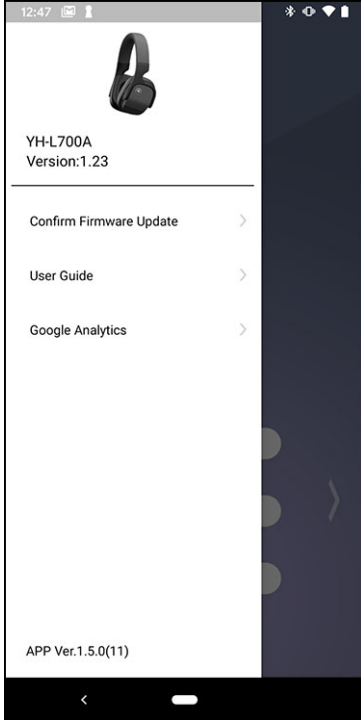 12:47
YH-L700A
Version:1.23
Confirm Firmware Update
User Guide
Google Analytics
APP Ver.1.5.0(11)